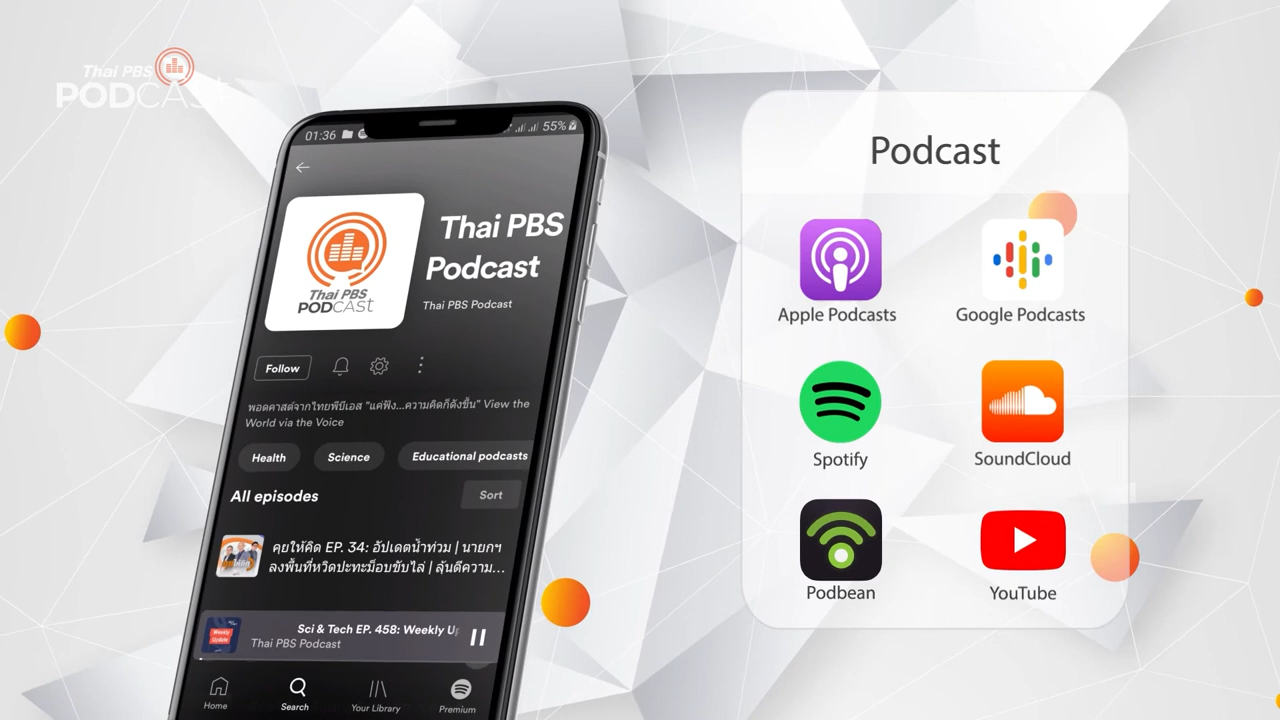 Thai PBS
PODCAST
01:36
55%
Thai PBS
PODCAST
Thai PBS
Podcast
Thai PBS Podcast
Follow
พอดคาสต์จากไทยพีบีเอส "แค่ฟัง...ความคิดก็ดังขึ้น" View the
World via the Voice
Health
Science
Educational podcasts
All episodes
Sort
คุยให้คิด EP. 34: อัปเดตน้ำท่วม | นายกฯ
ลงพื้นที่หวิดปะทะม็อบขับไล่ | ลุ้นตีความ...
Weekly
Update
Sci & Tech EP. 458: Weekly Up
Thai PBS Podcast
Home
Search
Your Library
Premium
Podcast
Apple Podcasts
Google Podcasts
Spotify
SoundCloud
Podbean
YouTube